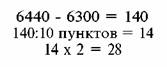 6440 - 6300 = 140
140:10 пунктов = 14
14 x 2 = 28